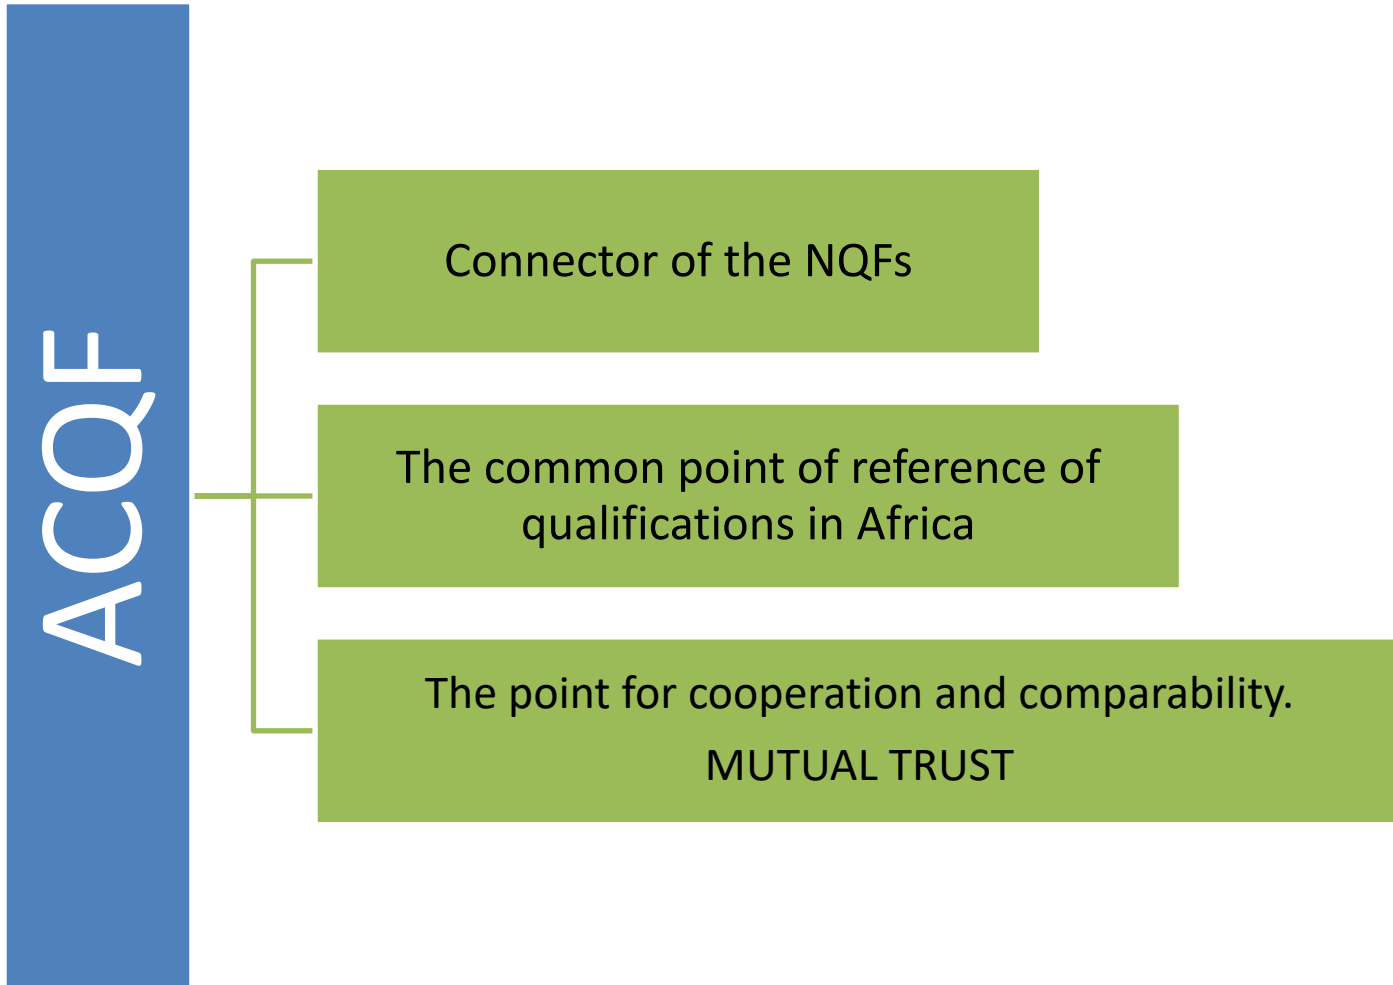 ACQF
Connector of the NQFs
The common point of reference of
qualifications in Africa
The point for cooperation and comparability.
MUTUAL TRUST